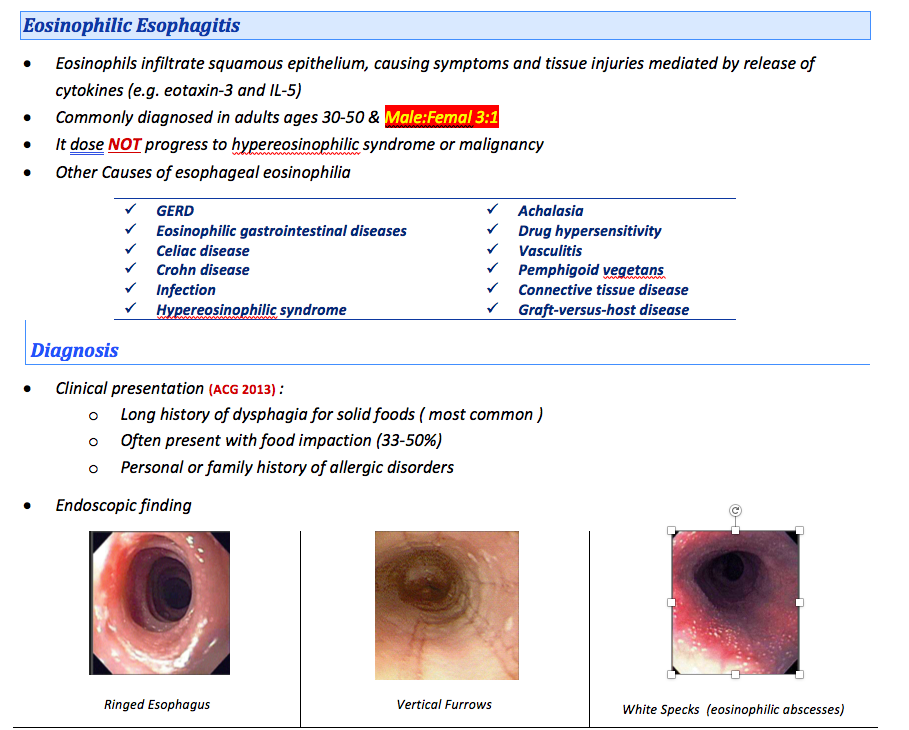 Eosinophilic Esophagitis
• Eosinophils infiltrate squamous epithelium, causing symptoms and tissue injuries mediated by release of
cytokines (e.g. eotaxin-3 and IL-5)
• Commonly diagnosed in adults ages 30-50 & Male:Femal 3:1
• It dose NOT progress to hypereosinophilic syndrome or malignancy
• Other Causes of esophageal eosinophilia
✓ GERD
✓ Eosinophilic gastrointestinal diseases
✓ Celiac disease
✓ Crohn disease
✓ Infection
✓ Hypereosinophilic syndrome
✓ Achalasia
✓ Drug hypersensitivity
✓ Vasculitis
✓ Pemphigoid vegetans
✓ Connective tissue disease
✓ Graft-versus-host disease
Diagnosis
• Clinical presentation (ACG 2013) :
o Long history of dysphagia for solid foods ( most common )
o Often present with food impaction (33-50%)
o Personal or family history of allergic disorders
• Endoscopic finding
Ringed Esophagus
Vertical Furrows
White Specks (eosinophilic abscesses)